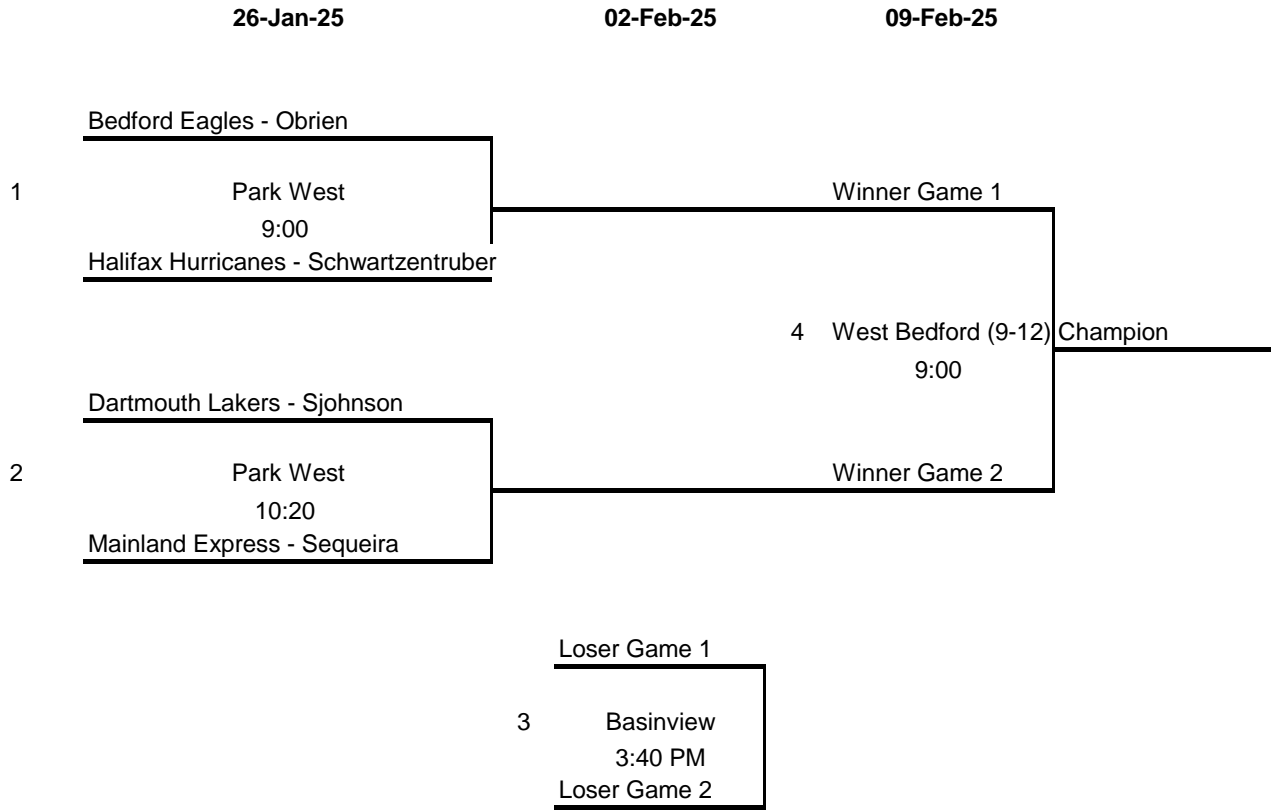 26-Jan-25 02-Feb-25 09-Feb-25
Bedford Eagles - Obrien
1 Park West Winner Game 1
9:00
Halifax Hurricanes - Schwartzentruber
4 West Bedford (9-12) Champion
9:00
Dartmouth Lakers - Sjohnson
2 Park West Winner Game 2
10:20
Mainland Express - Sequeira
Loser Game 1
3 Basinview
3:40 PM
Loser Game 2